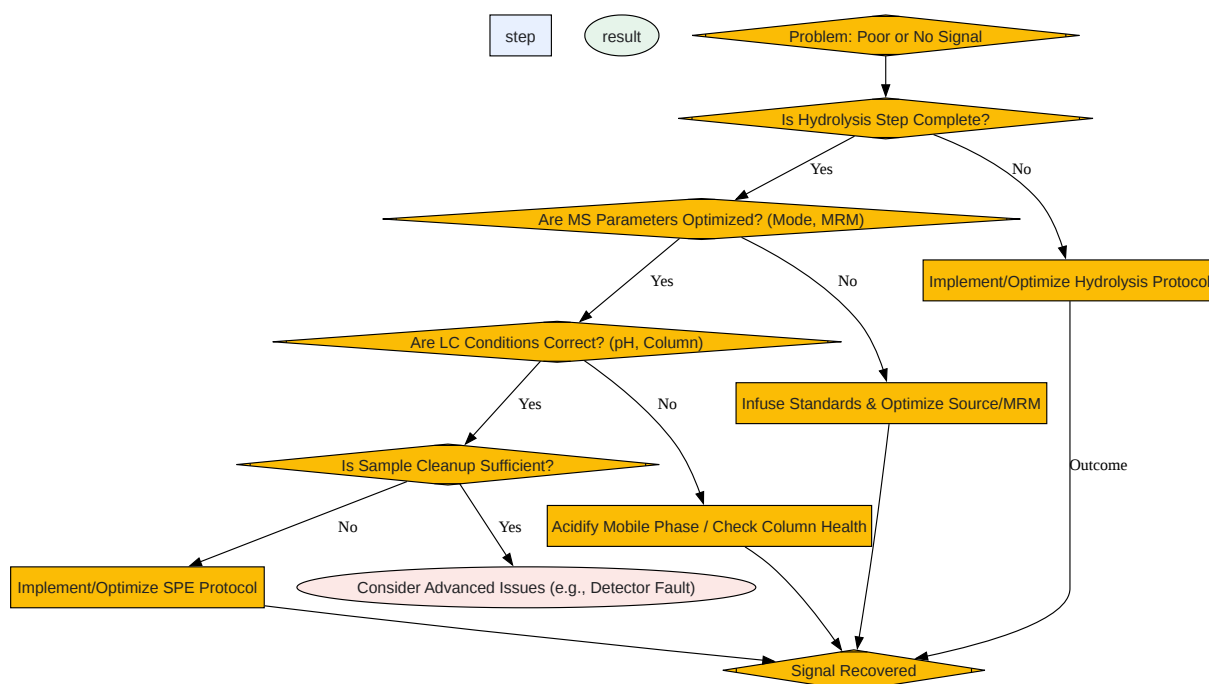 step
result
Problem: Poor or No Signal
Is Hydrolysis Step Complete?
Yes
No
Are MS Parameters Optimized? (Mode, MRM)
Yes
No
Implement/Optimize Hydrolysis Protocol
Are LC Conditions Correct? (pH, Column)
Yes
No
Infuse Standards & Optimize Source/MRM
Is Sample Cleanup Sufficient?
Outcome
No
Yes
Acidify Mobile Phase / Check Column Health
Implement/Optimize SPE Protocol
Consider Advanced Issues (e.g., Detector Fault)
Signal Recovered